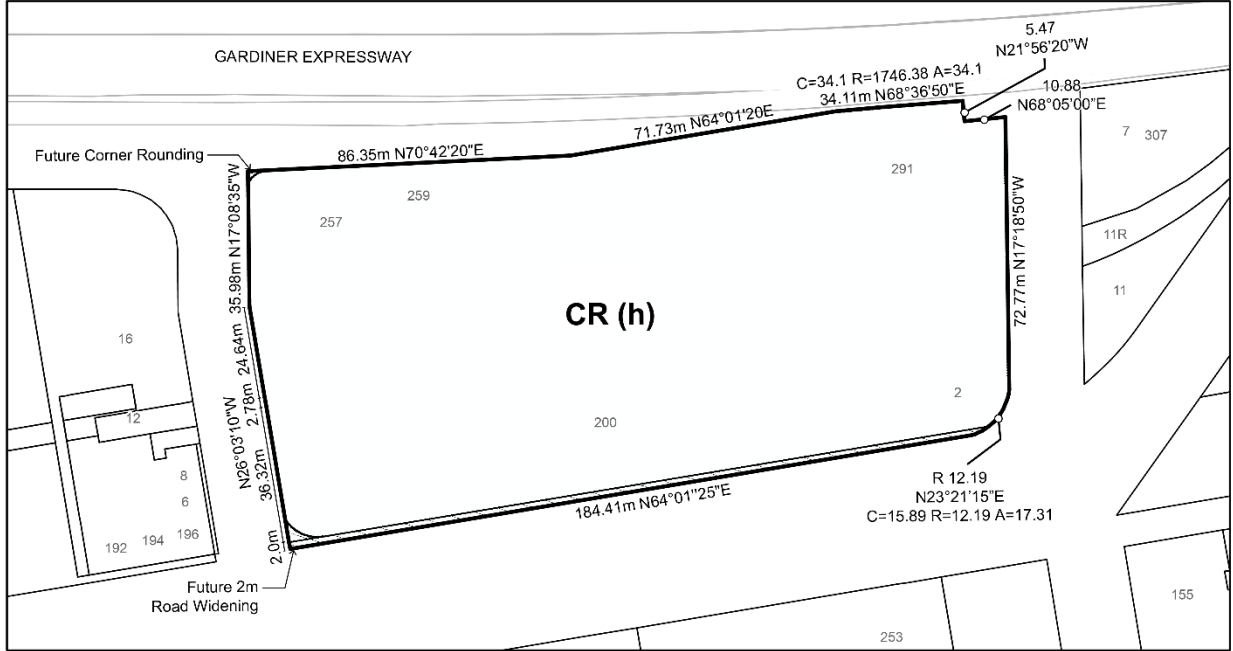 5.47
N21°56'20"W
GARDINER EXPRESSWAY
C=34.1 R=1746.38 A=34.1
34.11m N68°36'50"E
10.88
N68°05'00"E
71.73m N64°01'20E
7 307
Future Corner Rounding
86.35m N70°42'20"E
291
259
257
35.98m N17°08'35"W
72.77m N17°18'50"W
11R
11
CR (h)
16
24.64m
2.78m
N26°03'10"W
36.32m
12
2
200
8
6
R 12.19
N23°21'15"E
C=15.89 R=12.19 A=17.31
184.41m N64°01"25"E
192 194 196
2.0m
Future 2m
Road Widening
155
253